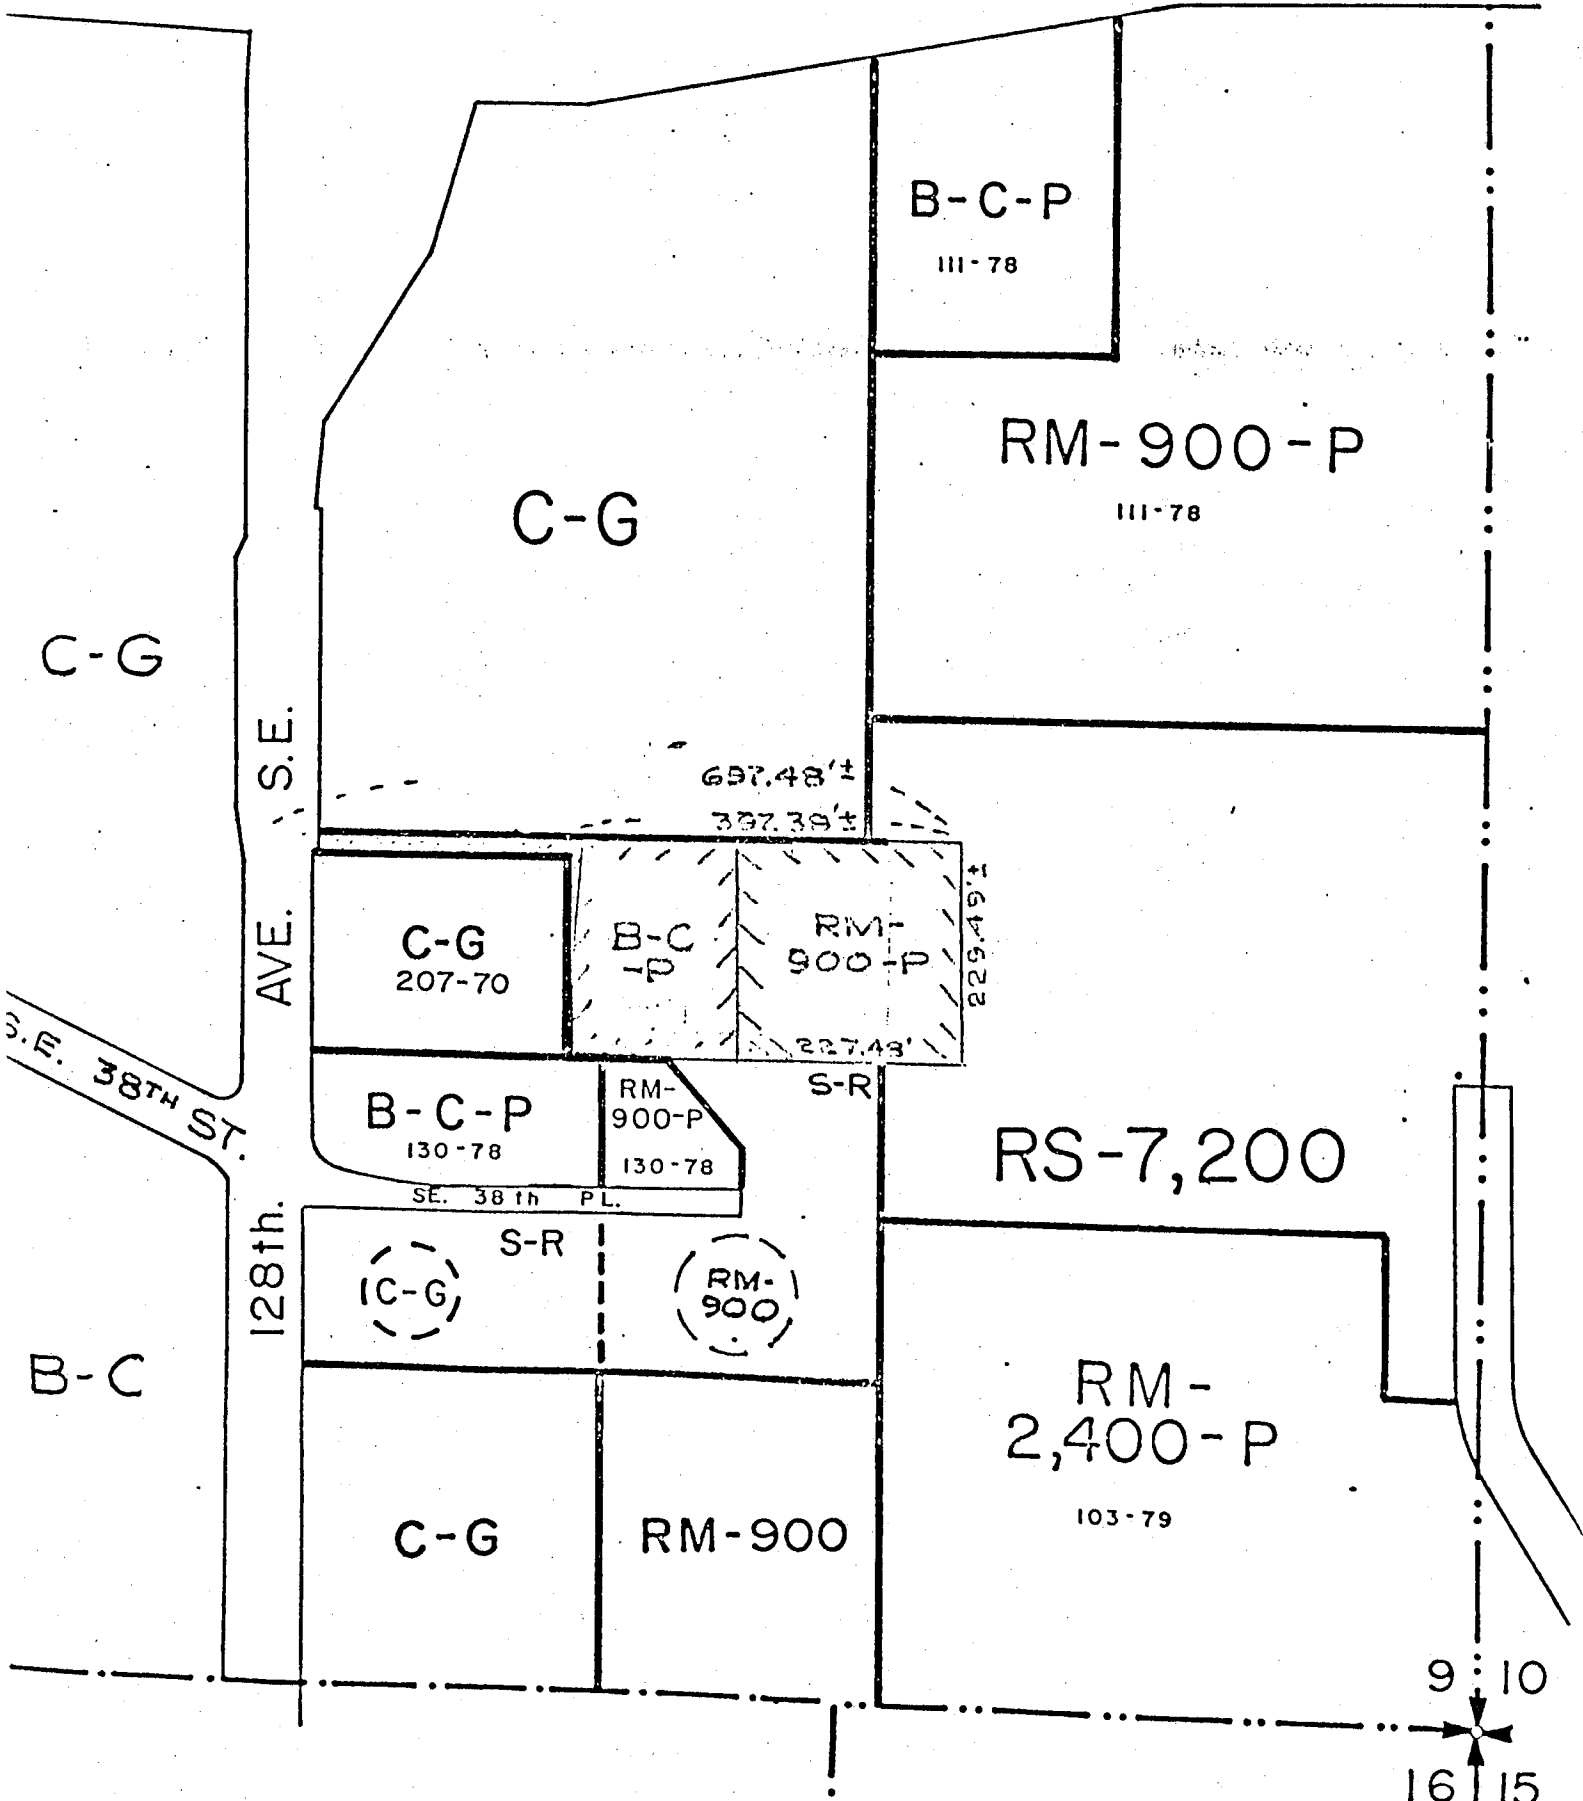 B-C-P
111-78
RM-900-P
111-78
C-G
C-G
S.E.
697.48'±
397.39'±
229.49'±
AVE.
C-G
207-70
B-C
-P
RM-
900-P
227.49'
S.E. 38TH ST.
S-R
B-C-P
130-78
RM-
900-P
130-78
RS-7,200
SE. 38th PL.
128th.
S-R
C-G
RM-
900
B-C
RM-
2,400-P
103-79
C-G
RM-900
9 10
16 15